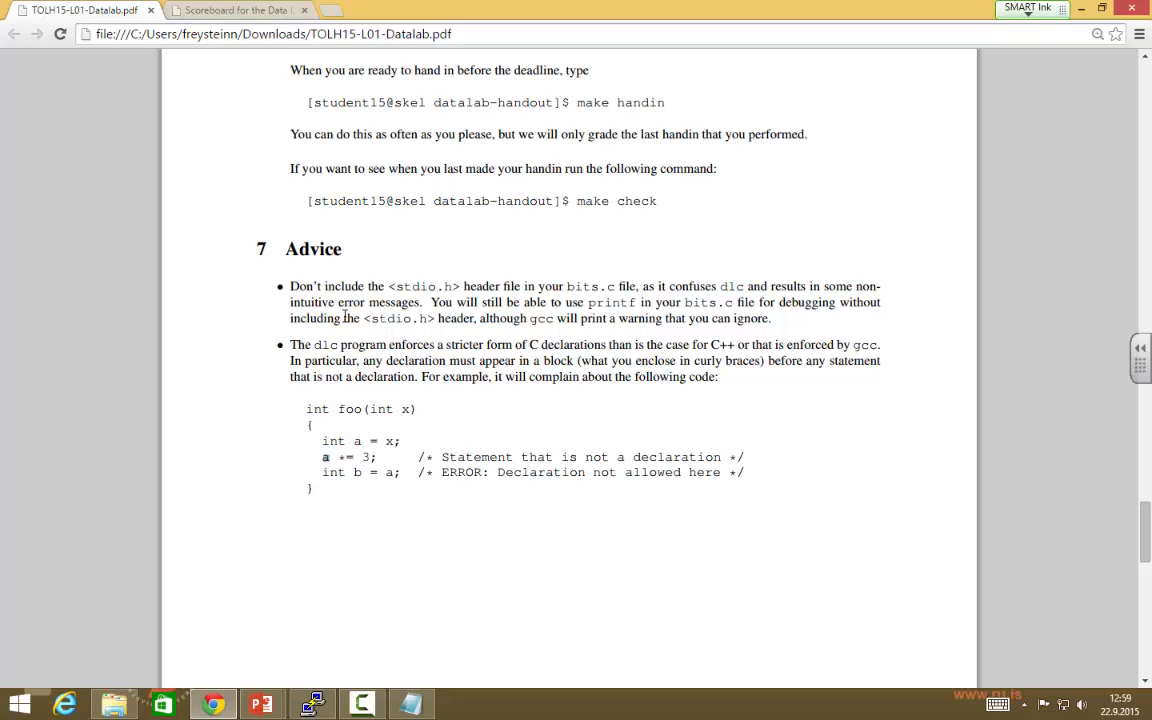 TOLH15-L01-Datalab.pdf
Scoreboard for the Data L
SMART Ink
file:///C:/Users/freysteinn/Downloads/TOLH15-L01-Datalab.pdf
When you are ready to hand in before the deadline, type
[student15@skel datalab-handout]$ make handin
You can do this as often as you please, but we will only grade the last handin that you performed.
If you want to see when you last made your handin run the following command:
[student15@skel datalab-handout]$ make check
7 Advice
• Don't include the <stdio.h> header file in your bits.c file, as it confuses dlc and results in some non-
intuitive error messages. You will still be able to use printf in your bits.c file for debugging without
including the <stdio.h> header, although gcc will print a warning that you can ignore.
• The dlc program enforces a stricter form of C declarations than is the case for C++ or that is enforced by gcc.
In particular, any declaration must appear in a block (what you enclose in curly braces) before any statement
that is not a declaration. For example, it will complain about the following code:
int foo(int x)
{
int a = x;
a *= 3; /* Statement that is not a declaration */
int b = a; /* ERROR: Declaration not allowed here */
}
www.ru.is
12:59
22.9.2015